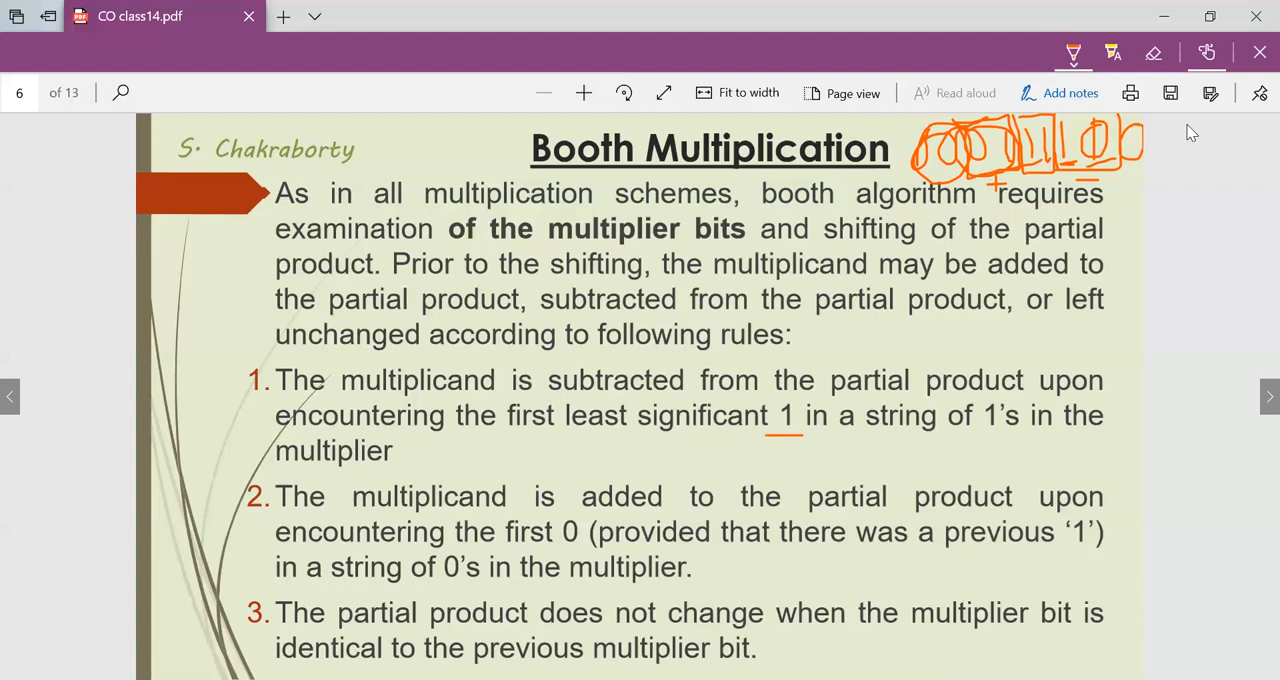 CO class14.pdf
6 of 13
Fit to width
Page view
Read aloud
Add notes
S. Chakraborty
Booth Multiplication
As in all multiplication schemes, booth algorithm requires
examination of the multiplier bits and shifting of the partial
product. Prior to the shifting, the multiplicand may be added to
the partial product, subtracted from the partial product, or left
unchanged according to following rules:
1. The multiplicand is subtracted from the partial product upon
encountering the first least significant 1 in a string of 1's in the
multiplier
2. The multiplicand is added to the partial product upon
encountering the first 0 (provided that there was a previous ‘1’)
in a string of 0's in the multiplier.
3. The partial product does not change when the multiplier bit is
identical to the previous multiplier bit.